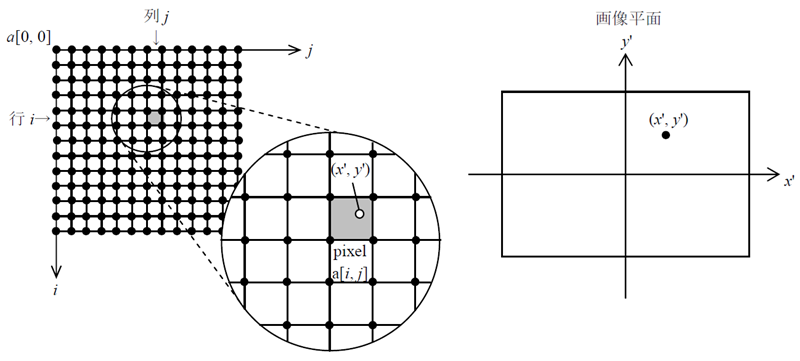 列 j
↓
a[0, 0]
j
行 i→
i
(x', y')
pixel
a[i, j]
画像平面
y'
(x', y')
x'